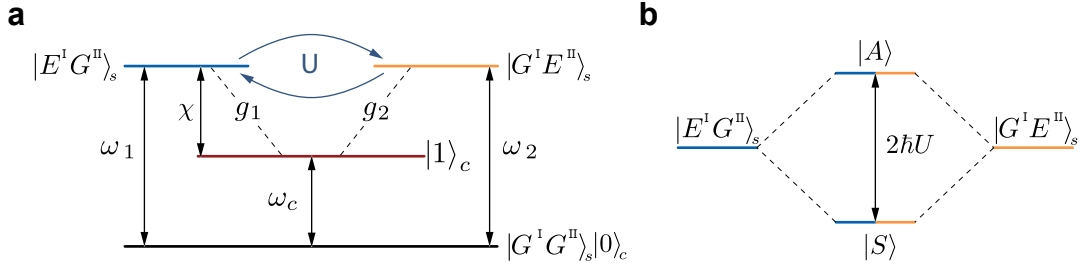 a
|E^I G^II⟩_s
U
|G^I E^II⟩_s
χ
g_1
g_2
ω_1
ω_2
|1⟩_c
ω_c
|G^I G^II⟩_s|0⟩_c
b
|A⟩
|E^I G^II⟩_s
2ħU
|G^I E^II⟩_s
|S⟩